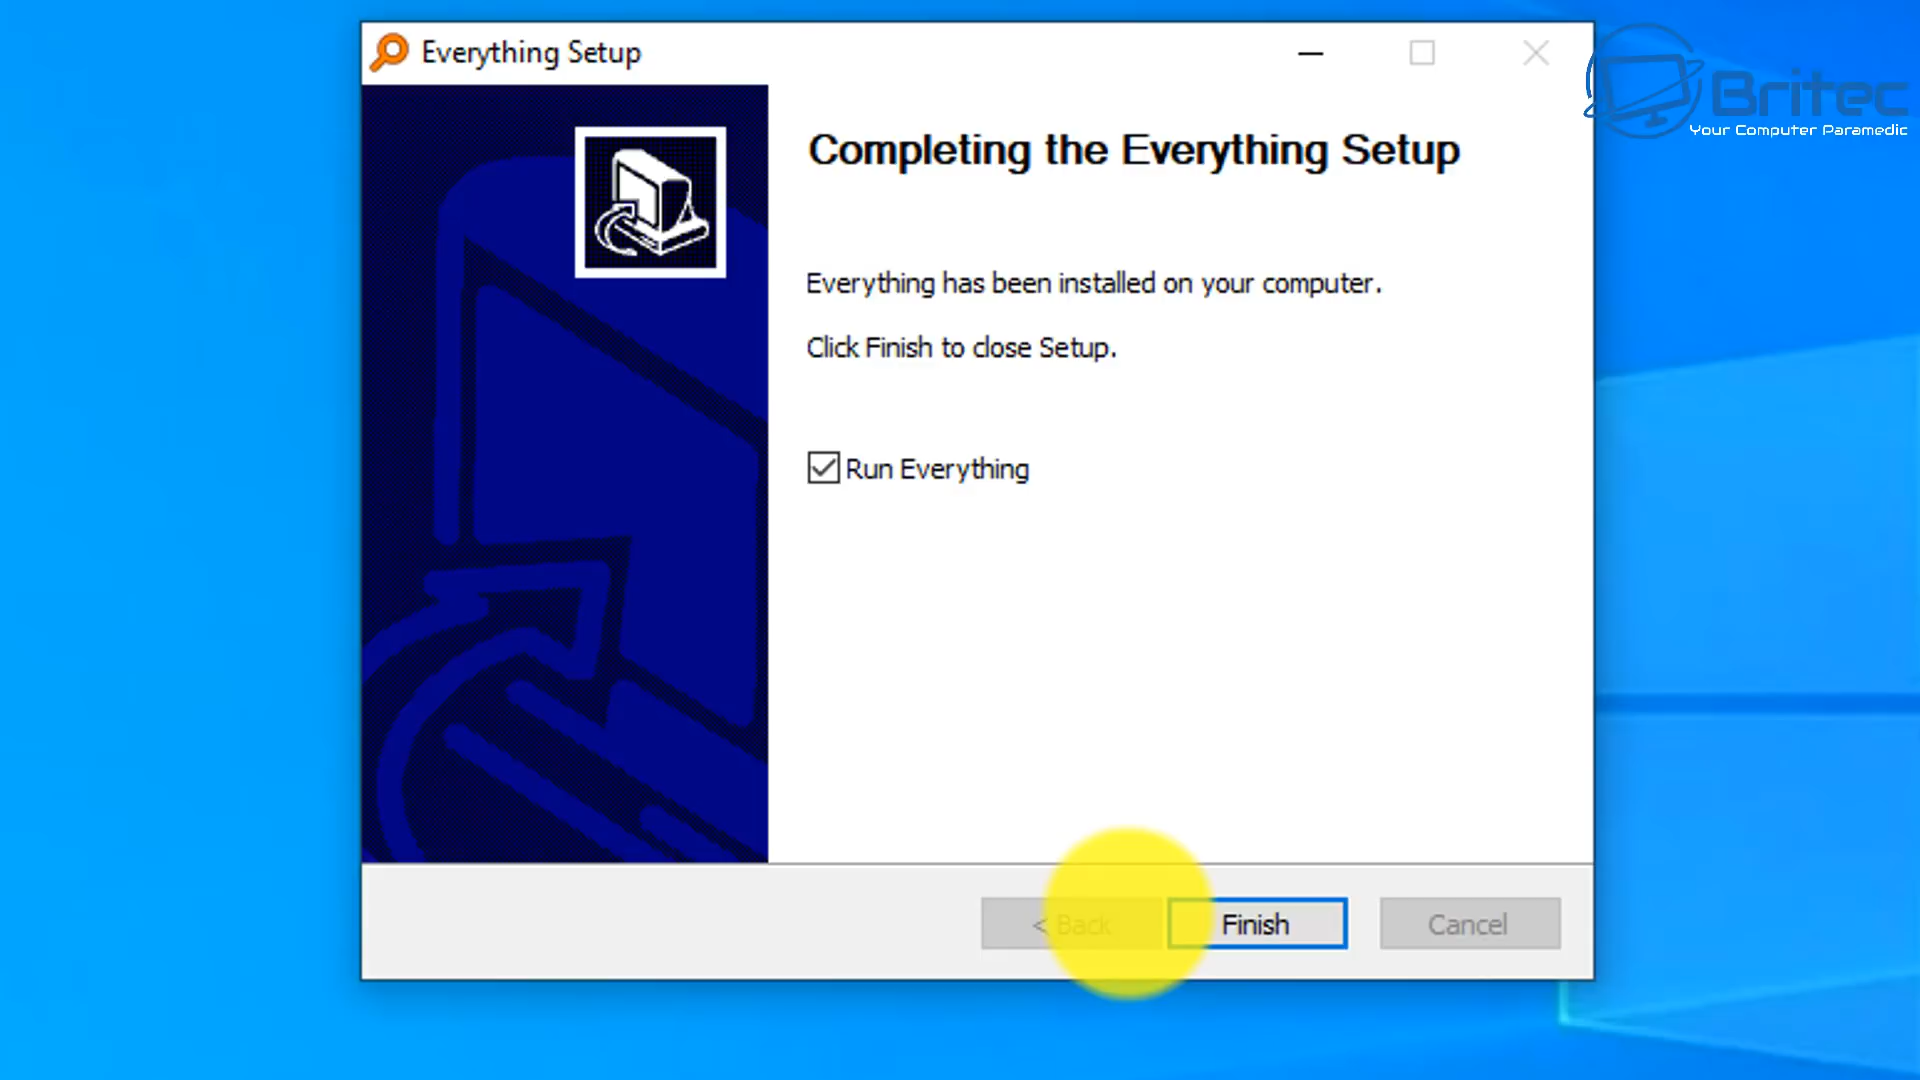 Everything Setup
Britec
Your Computer Paramedic
Completing the Everything Setup
Everything has been installed on your computer.
Click Finish to close Setup.
Run Everything
< Back
Finish
Cancel